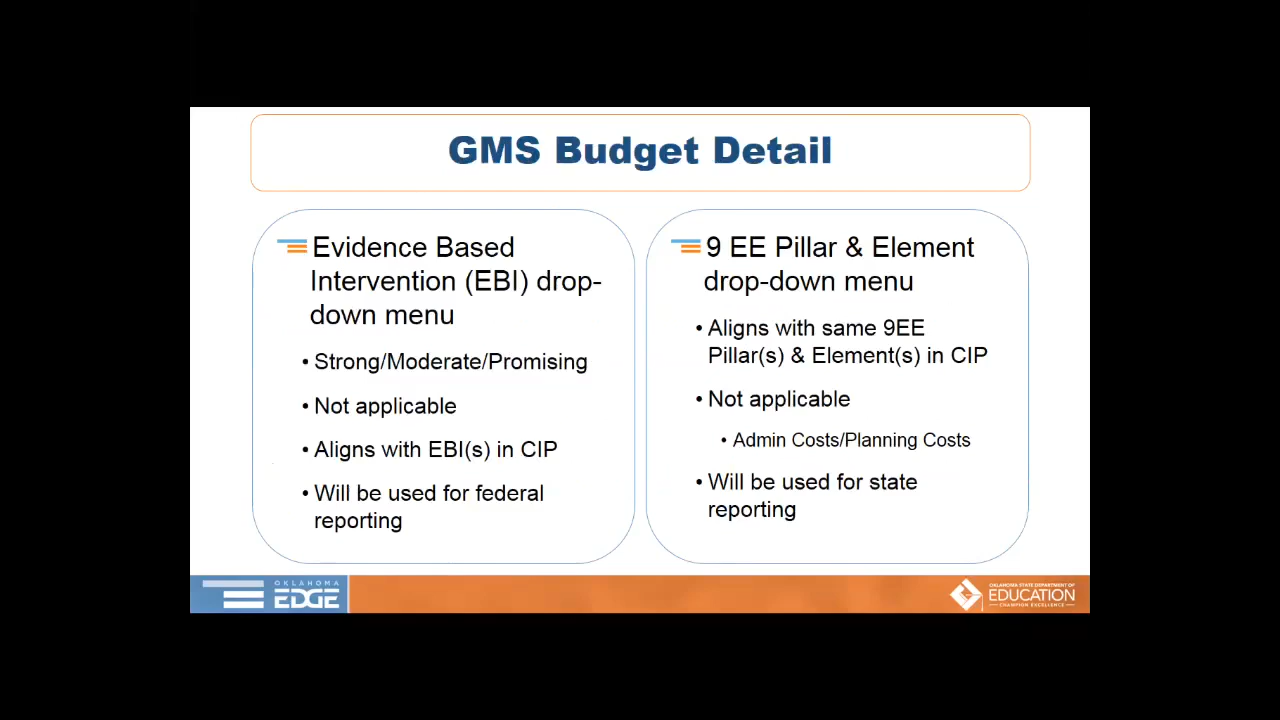 GMS Budget Detail
Evidence Based
Intervention (EBI) drop-
down menu
• Strong/Moderate/Promising
• Not applicable
• Aligns with EBI(s) in CIP
• Will be used for federal
reporting
9 EE Pillar & Element
drop-down menu
• Aligns with same 9EE
Pillar(s) & Element(s) in CIP
• Not applicable
• Admin Costs/Planning Costs
• Will be used for state
reporting
OKLAHOMA
EDGE
OKLAHOMA STATE DEPARTMENT OF
EDUCATION
CHAMPION EXCELLENCE